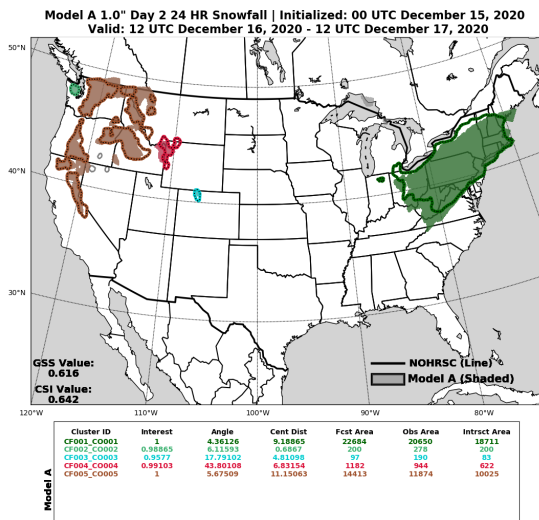 Model A 1.0" Day 2 24 HR Snowfall | Initialized: 00 UTC December 15, 2020
Valid: 12 UTC December 16, 2020 - 12 UTC December 17, 2020
50°N
40°N
30°N
GSS Value:
0.616
CSI Value:
0.642
NOHRSC (Line)
Model A (Shaded)
120°W 110°W 100°W 90°W 80°W
Model A
Cluster ID Interest Angle Cent Dist Fcst Area Obs Area Intrsct Area
CF001_CO001 1 4.36126 9.18865 22684 20650 18711
CF002_CO002 0.98865 6.11593 0.6867 200 278 200
CF003_CO003 0.9577 17.79102 4.81098 97 190 83
CF004_CO004 0.99103 43.80108 6.83154 1182 944 622
CF005_CO005 1 5.67509 11.15063 14413 11874 10025